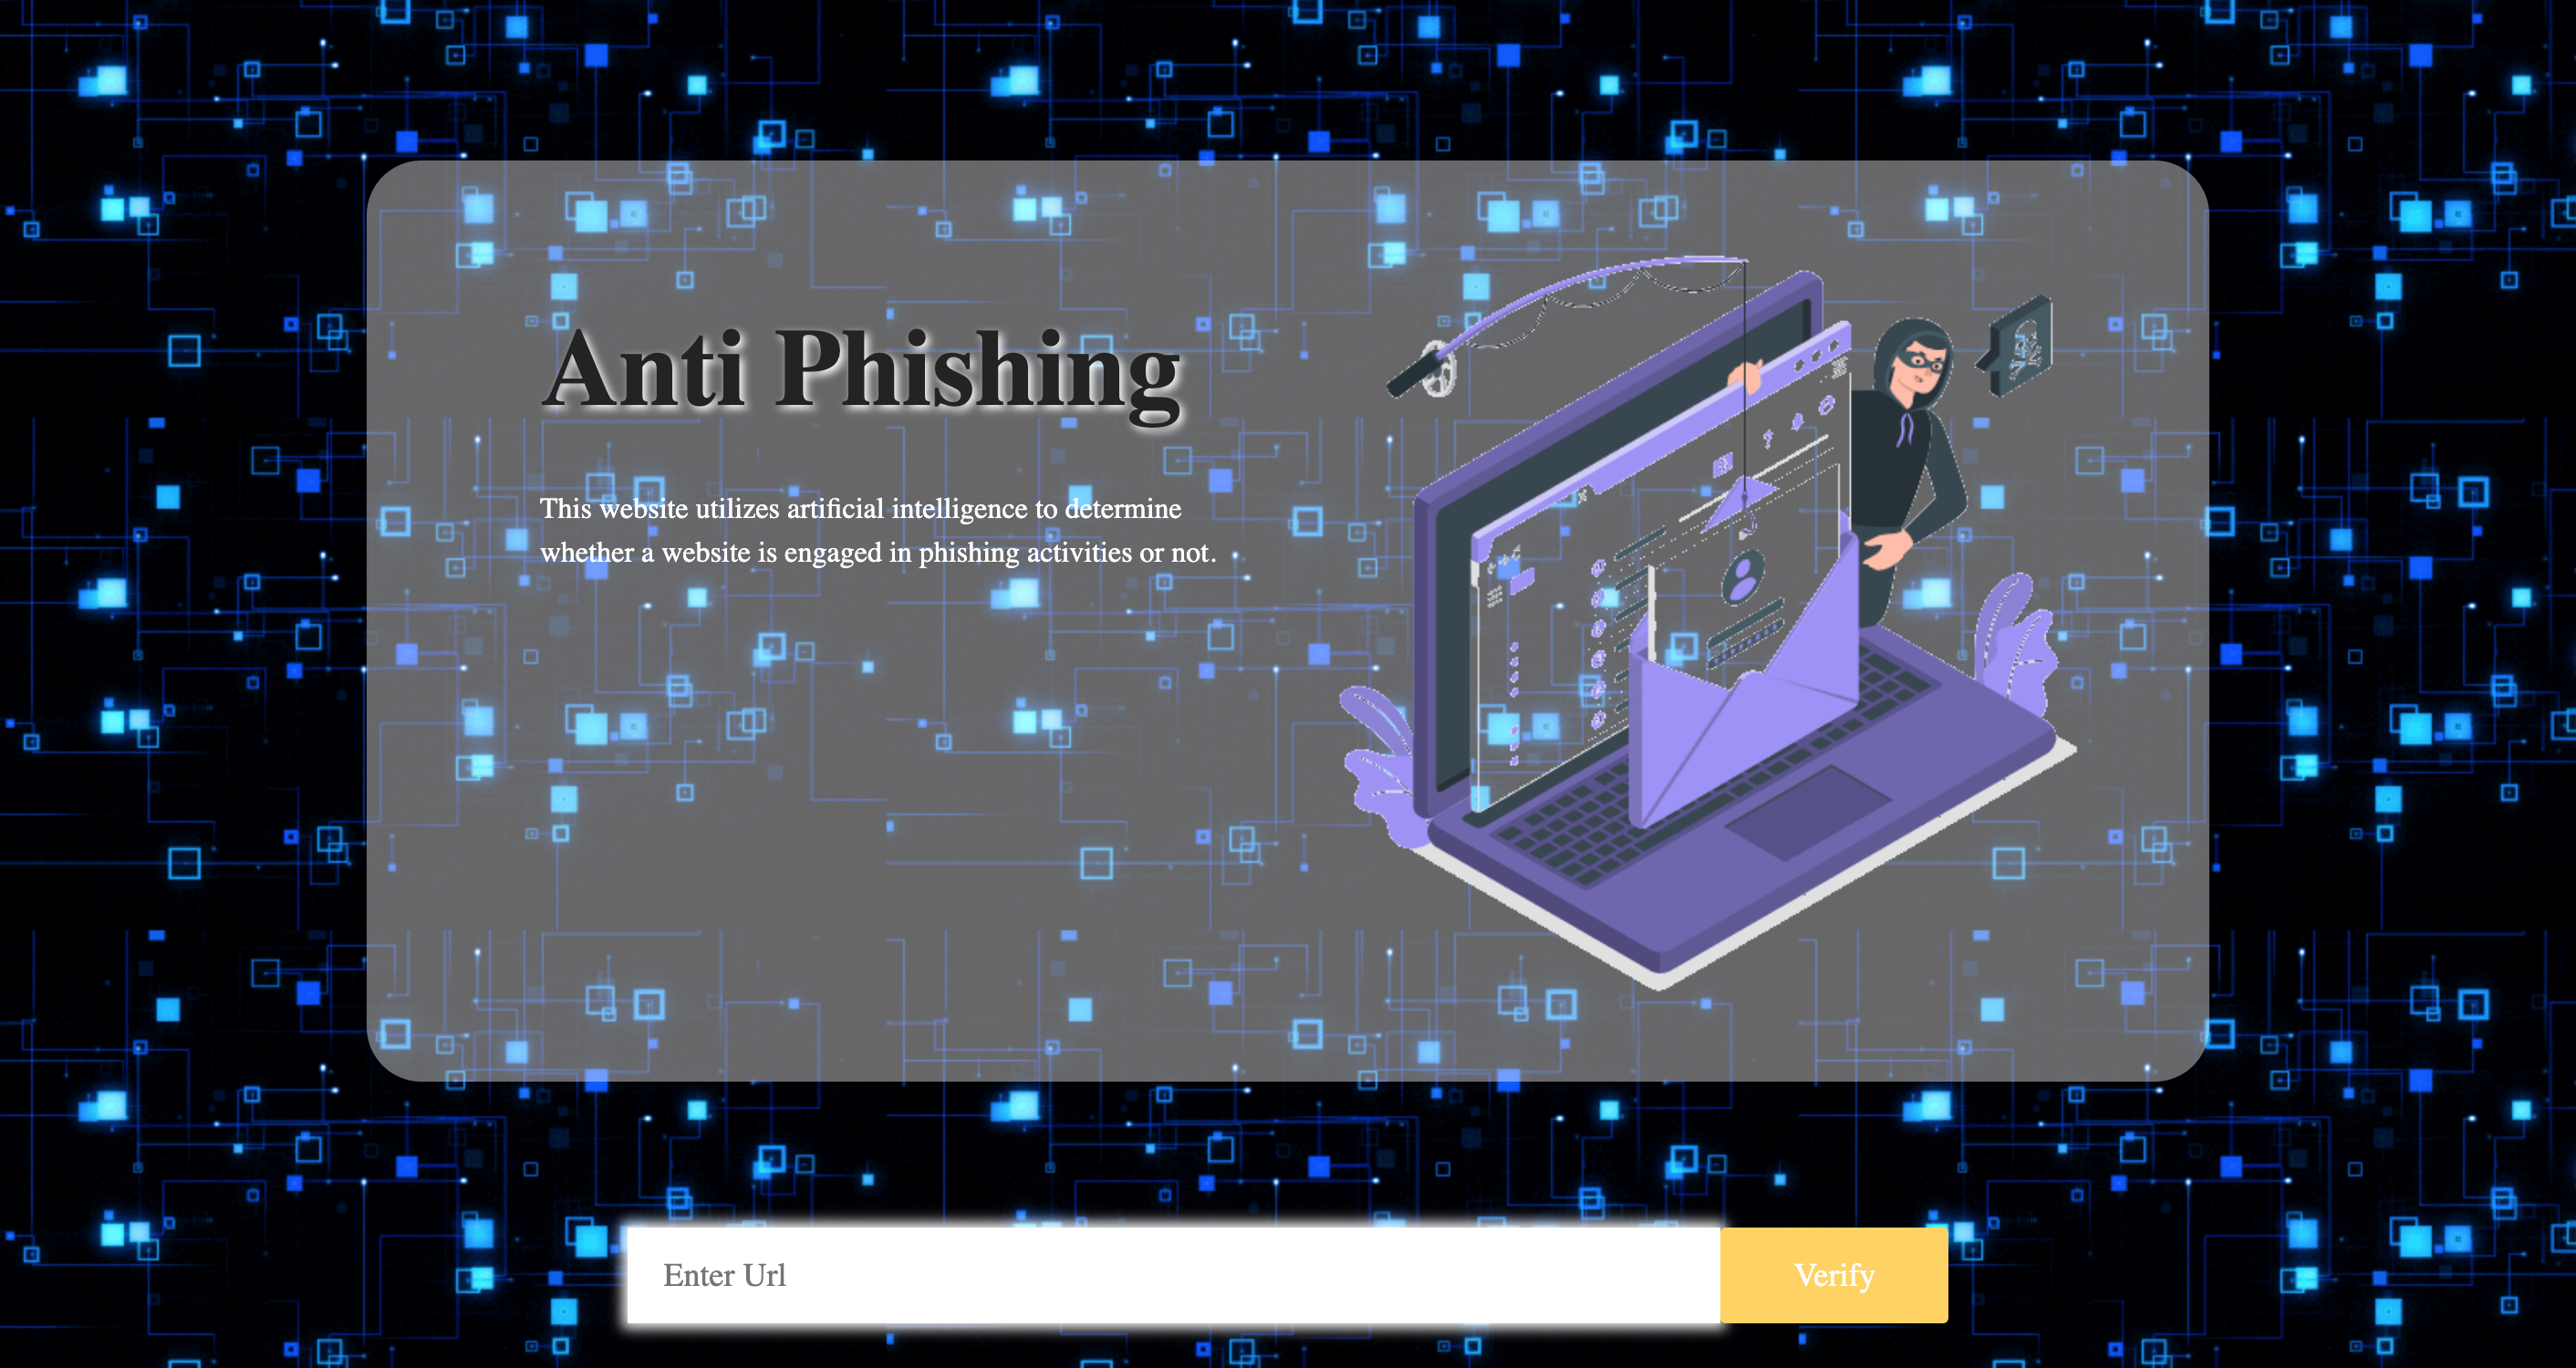 Anti Phishing
This website utilizes artificial intelligence to determine
whether a website is engaged in phishing activities or not.
Enter Url
Verify